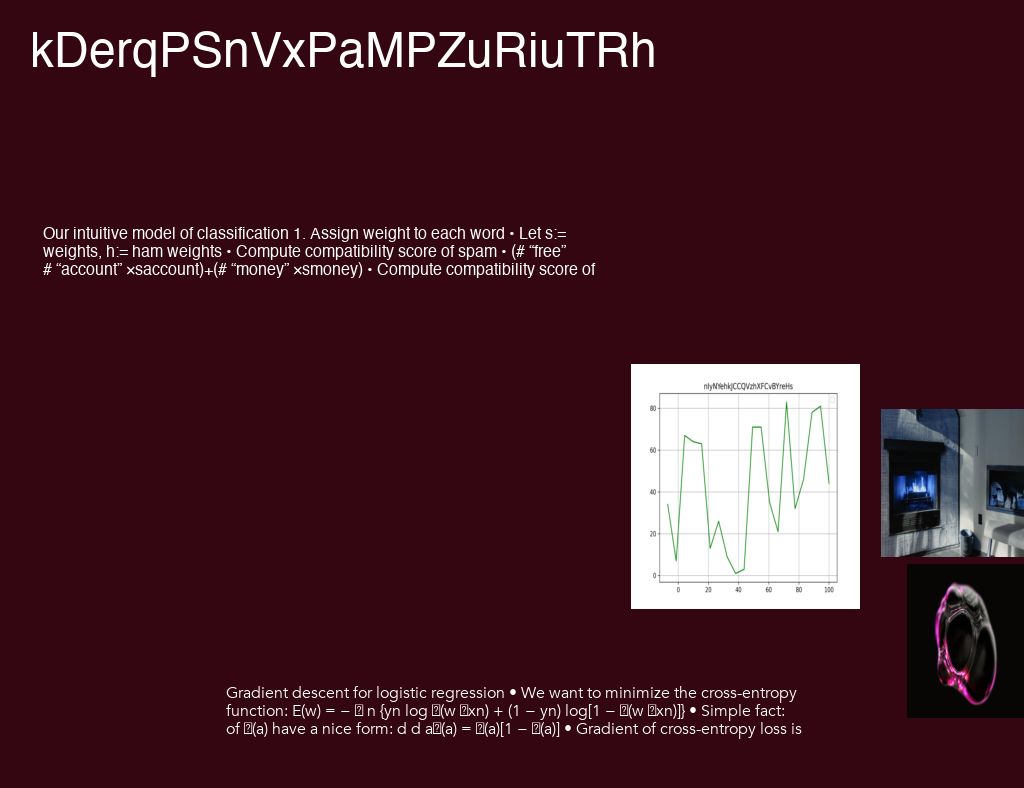 kDerqPSnVxPaMPZuRiuTRh
Our intuitive model of classification 1. Assign weight to each word • Let s:=
weights, h:= ham weights • Compute compatibility score of spam • (# “free”
# “account” ×saccount)+(# “money” ×smoney) • Compute compatibility score of
nlyNYehkJCCQVzhXFCvBYreHs
80
60
40
20
0
0 20 40 60 80 100
Gradient descent for logistic regression • We want to minimize the cross-entropy
function: E(w) = − n {yn log (w xn) + (1 − yn) log[1 − (w xn)]} • Simple fact:
of (a) have a nice form: d d a (a) = (a)[1 − (a)] • Gradient of cross-entropy loss is